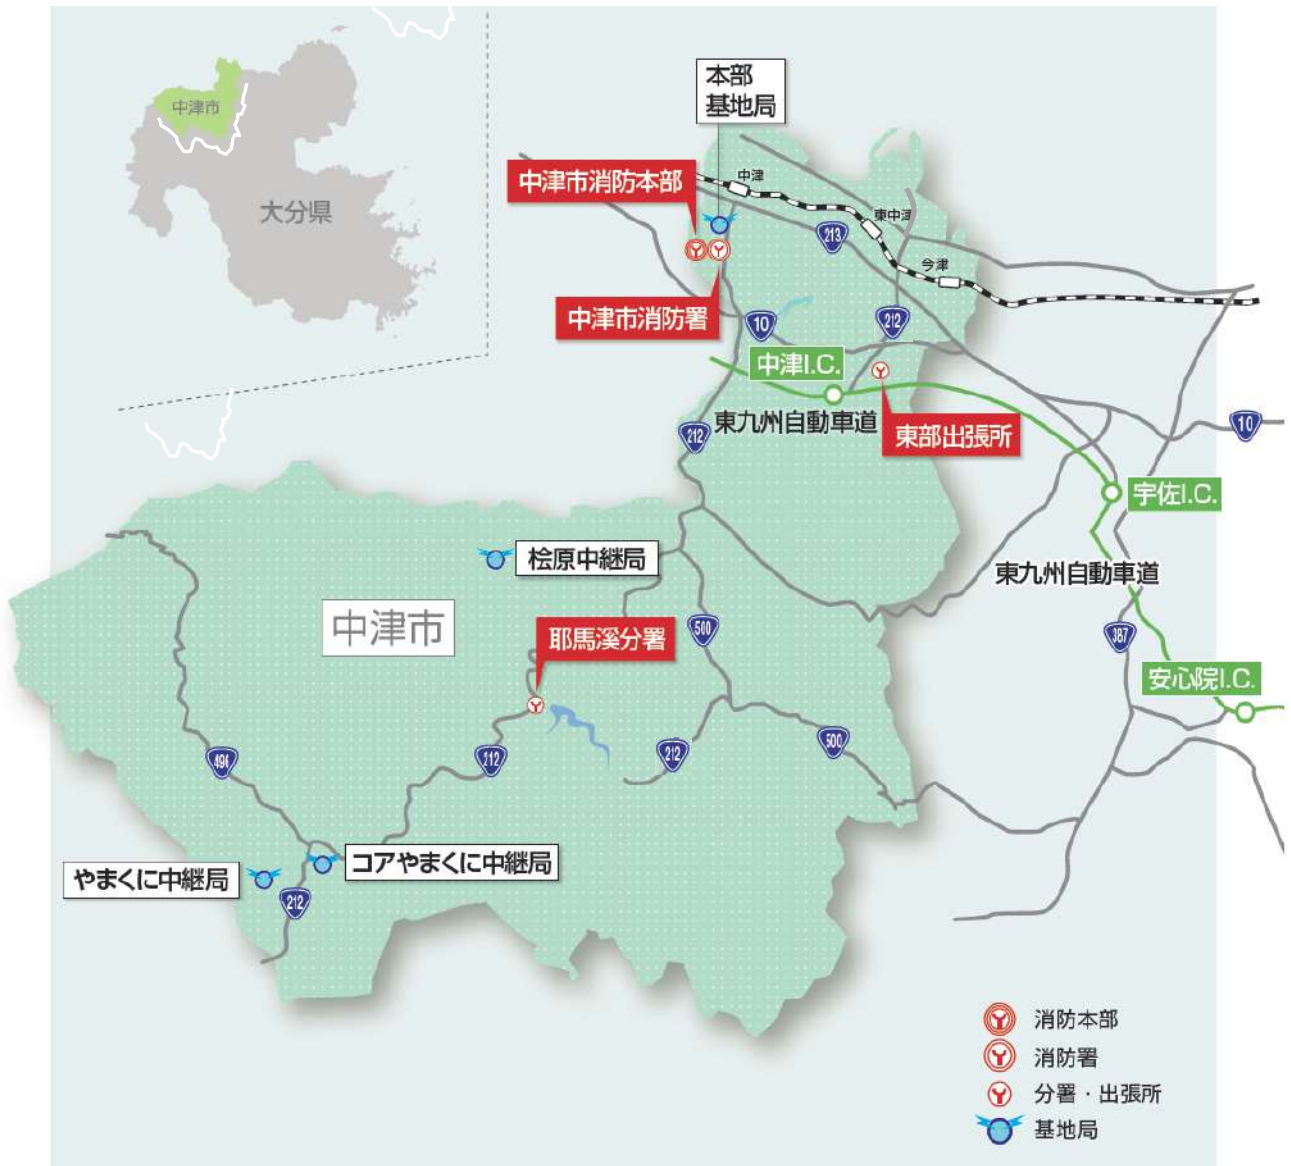 中津市
大分県
本部
基地局
中津市消防本部
中津
東中津
213
今津
中津市消防署
10
212
中津I.C.
東九州自動車道
東部出張所
212
10
宇佐I.C.
東九州自動車道
桧原中継局
中津市
耶馬溪分署
500
387
安心院I.C.
496
212
212
500
コアやまくに中継局
やまくに中継局
212
消防本部
消防署
分署・出張所
基地局